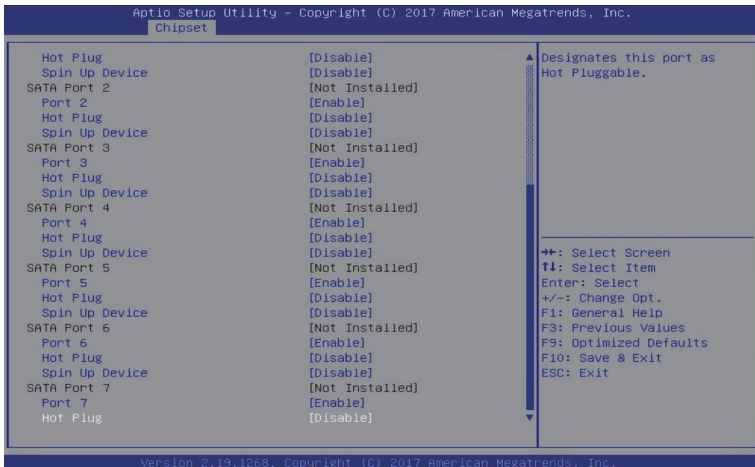 Aptio Setup Utility – Copyright (C) 2017 American Megatrends, Inc.
Chipset
Hot Plug [Disable]
Spin Up Device [Disable]
SATA Port 2 [Not Installed]
Port 2 [Enable]
Hot Plug [Disable]
Spin Up Device [Disable]
SATA Port 3 [Not Installed]
Port 3 [Enable]
Hot Plug [Disable]
Spin Up Device [Disable]
SATA Port 4 [Not Installed]
Port 4 [Enable]
Hot Plug [Disable]
Spin Up Device [Disable]
SATA Port 5 [Not Installed]
Port 5 [Enable]
Hot Plug [Disable]
Spin Up Device [Disable]
SATA Port 6 [Not Installed]
Port 6 [Enable]
Hot Plug [Disable]
Spin Up Device [Disable]
SATA Port 7 [Not Installed]
Port 7 [Enable]
Hot Plug [Disable]
Designates this port as
Hot Pluggable.
→←: Select Screen
↑↓: Select Item
Enter: Select
+/-: Change Opt.
F1: General Help
F3: Previous Values
F9: Optimized Defaults
F10: Save & Exit
ESC: Exit
Version 2.19.1268. Copyright (C) 2017 American Megatrends, Inc.